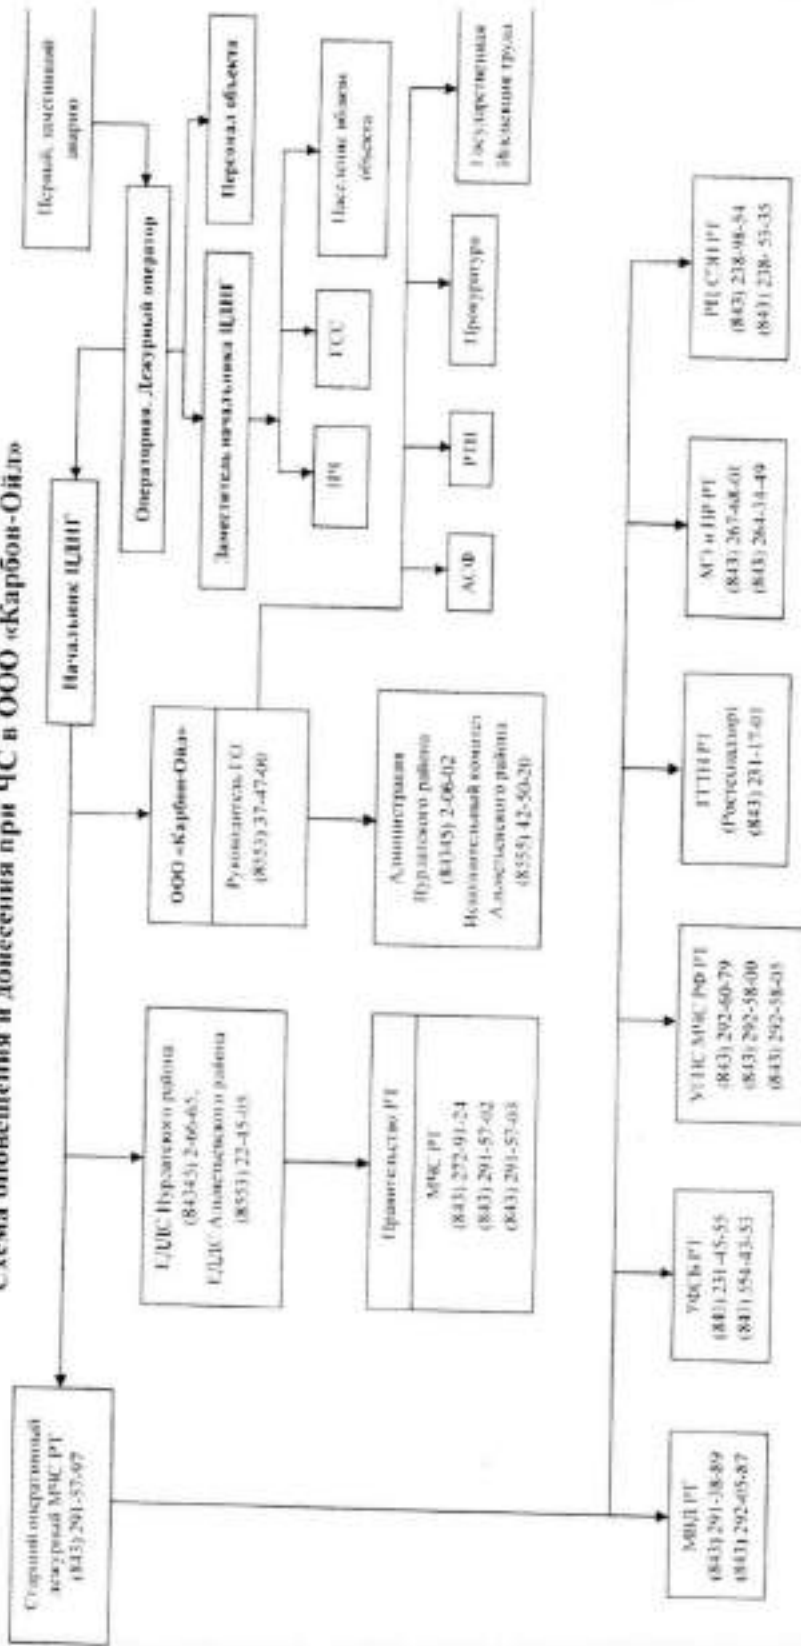 Схема оповещения и донесения при ЧС в ООО «Карбон-Ойл»
Первый, заметивший
аварию
Начальник ЦДНГ
Операторная. Дежурный оператор
Персонал объекта
Заместитель начальника ЦДНГ
Население вблизи
объекта
ПЧ
Государственная
Инспекция труда
Прокуратура
РТН
АСФ
Старший оперативный
дежурный МЧС РТ
(843) 291-57-97
ООО «Карбон-Ойл»
Руководитель ГО
(8553) 37-47-00
Администрация
Нурлатского района
(84345) 2-06-02
Исполнительный комитет
Альметьевского района
(8555) 42-50-20
ЕДДС Нурлатского района
(84345) 2-66-65,
ЕДДС Альметьевского района
(8553) 22-45-05
Правительство РТ
МЧС РТ
(843) 272-91-24
(843) 291-57-02
(843) 291-57-03
МВД РТ
(843) 291-38-89
(843) 292-05-87
УФСБ РТ
(843) 231-45-55
(843) 554-43-53
УГПС МЧС РФ РТ
(843) 292-60-79
(843) 292-58-00
(843) 292-58-05
(Ростехнадзор)
(843) 231-17-03
МЭ и ПР РТ
(843) 267-68-01
(843) 264-34-49
РЦ СЭН РТ
(843) 238-98-54
(843) 238- 53-35